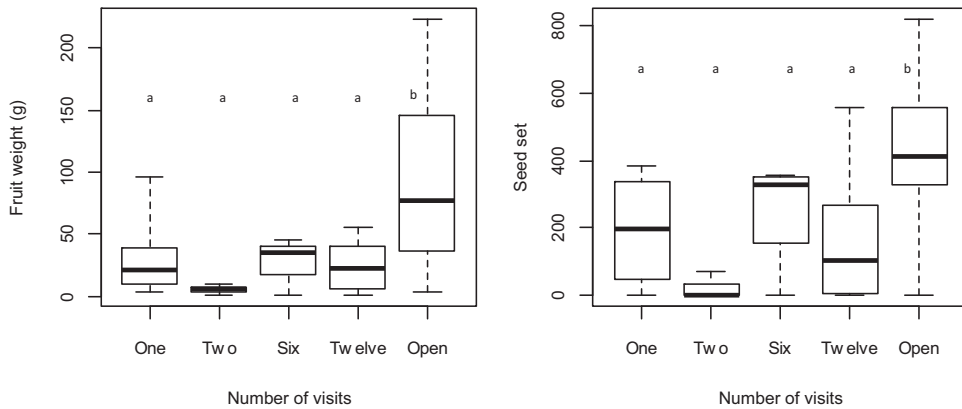 Fruit weight (g)
200
150
100
50
0
a a a a b
One Tw o Six Tw elve Open
Number of visits
Seed set
800
600
400
200
0
a a a a b
One Tw o Six Tw elve Open
Number of visits